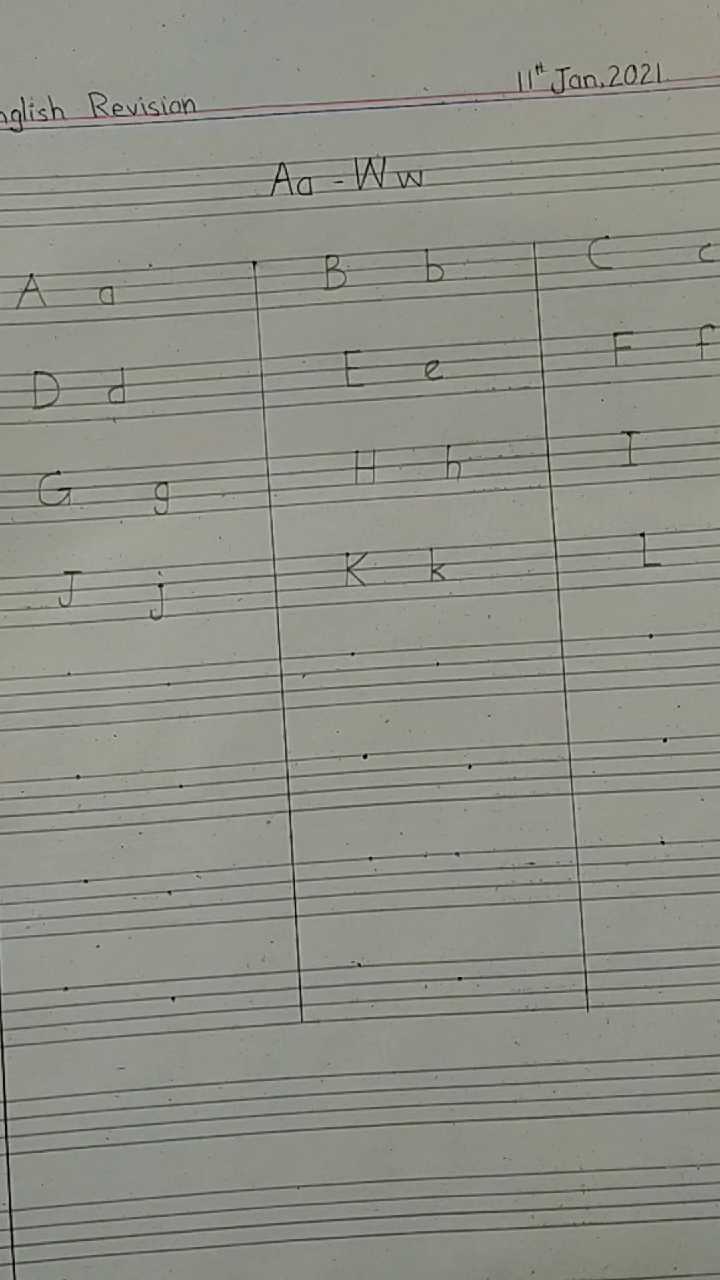 nglish Revision 11th Jan, 2021
Aa - Ww
A a B b C c
D d E e F f
G g H h I
J j K k L